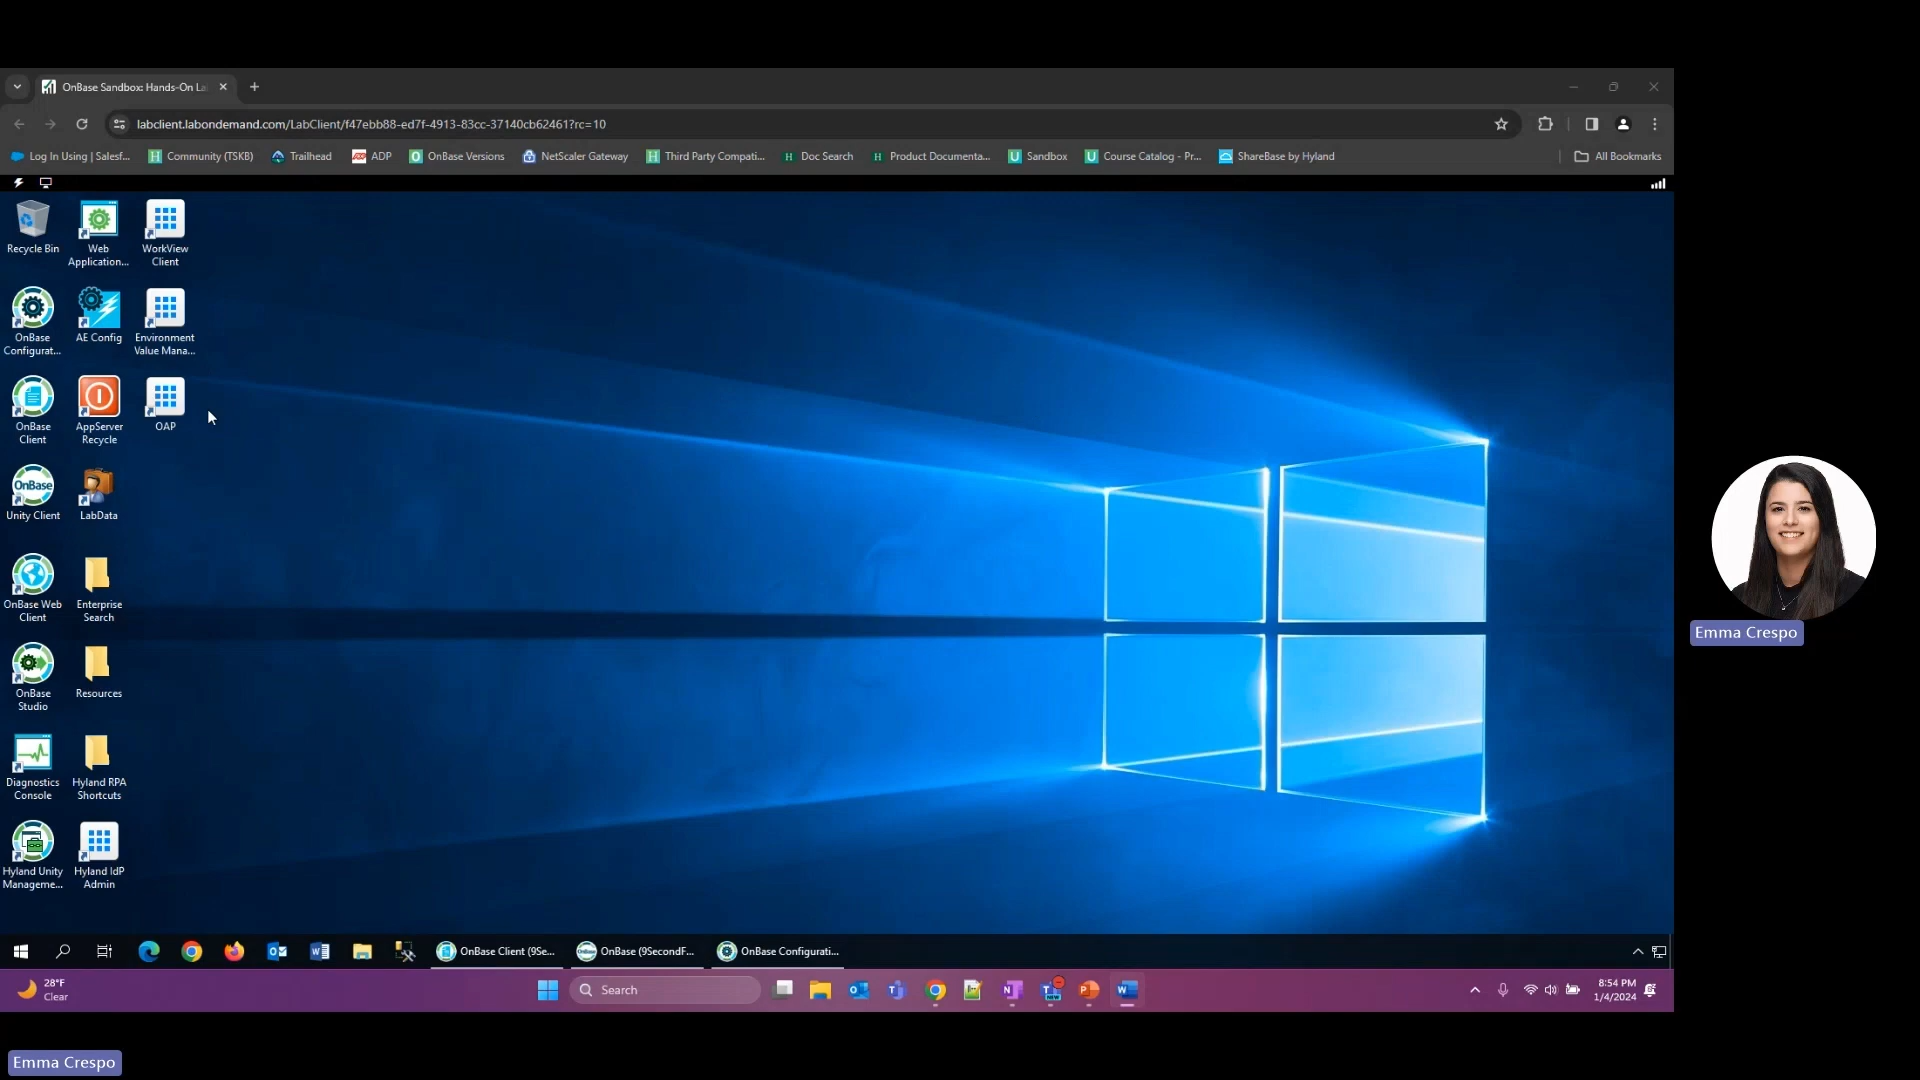 OnBase Sandbox: Hands-On La
labclient.labondemand.com/LabClient/f47ebb88-ed7f-4913-83cc-37140cb62461?rc=10
Log In Using | Salesf...
Community (TSKB)
Trailhead
ADP
OnBase Versions
NetScaler Gateway
Third Party Compati...
Doc Search
Product Documenta...
Sandbox
Course Catalog - Pr...
ShareBase by Hyland
All Bookmarks
Recycle Bin
Web
Application...
WorkView
Client
OnBase
Configurat...
AE Config
Environment
Value Mana...
OnBase
Client
AppServer
Recycle
OAP
OnBase
Unity Client
LabData
OnBase Web
Client
Enterprise
Search
OnBase
Studio
Resources
Diagnostics
Console
Hyland RPA
Shortcuts
Hyland Unity
Manageme...
Hyland IdP
Admin
Emma Crespo
OnBase Client (9Se...
OnBase (9SecondF...
OnBase Configurati...
28°F
Clear
Search
8:54 PM
1/4/2024
Emma Crespo